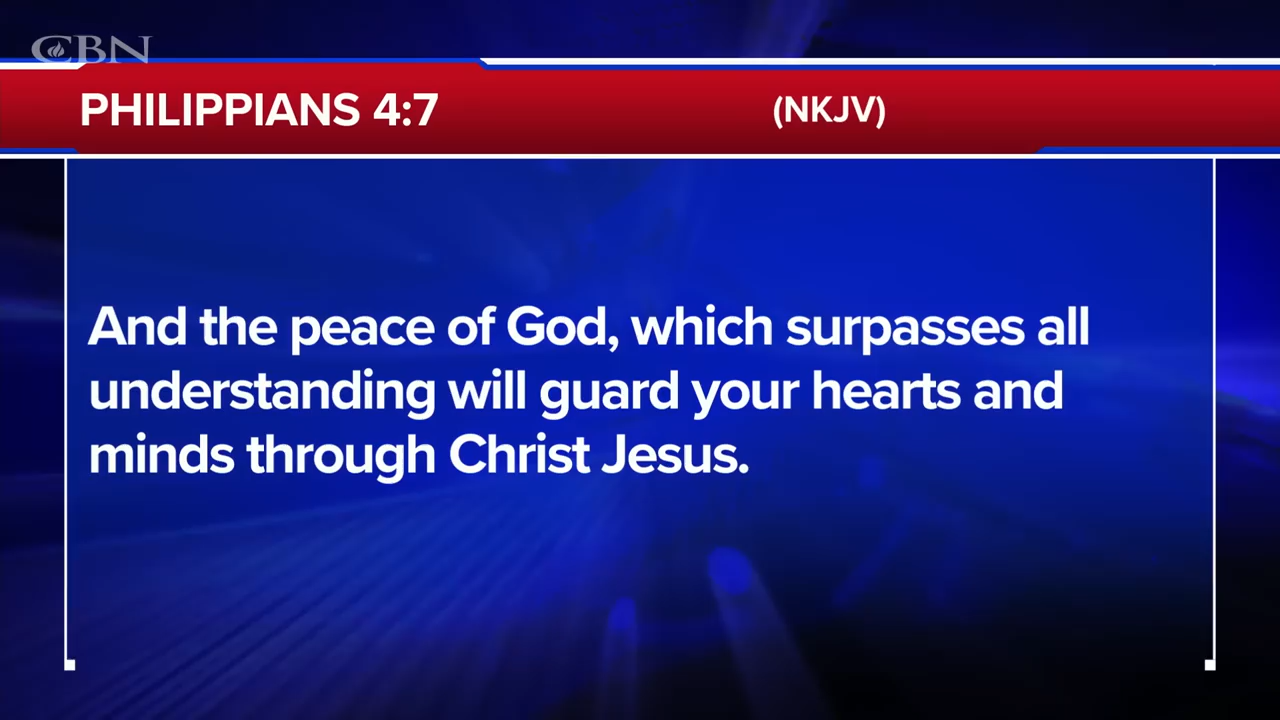 CBN
PHILIPPIANS 4:7 (NKJV)
And the peace of God, which surpasses all
understanding will guard your hearts and
minds through Christ Jesus.